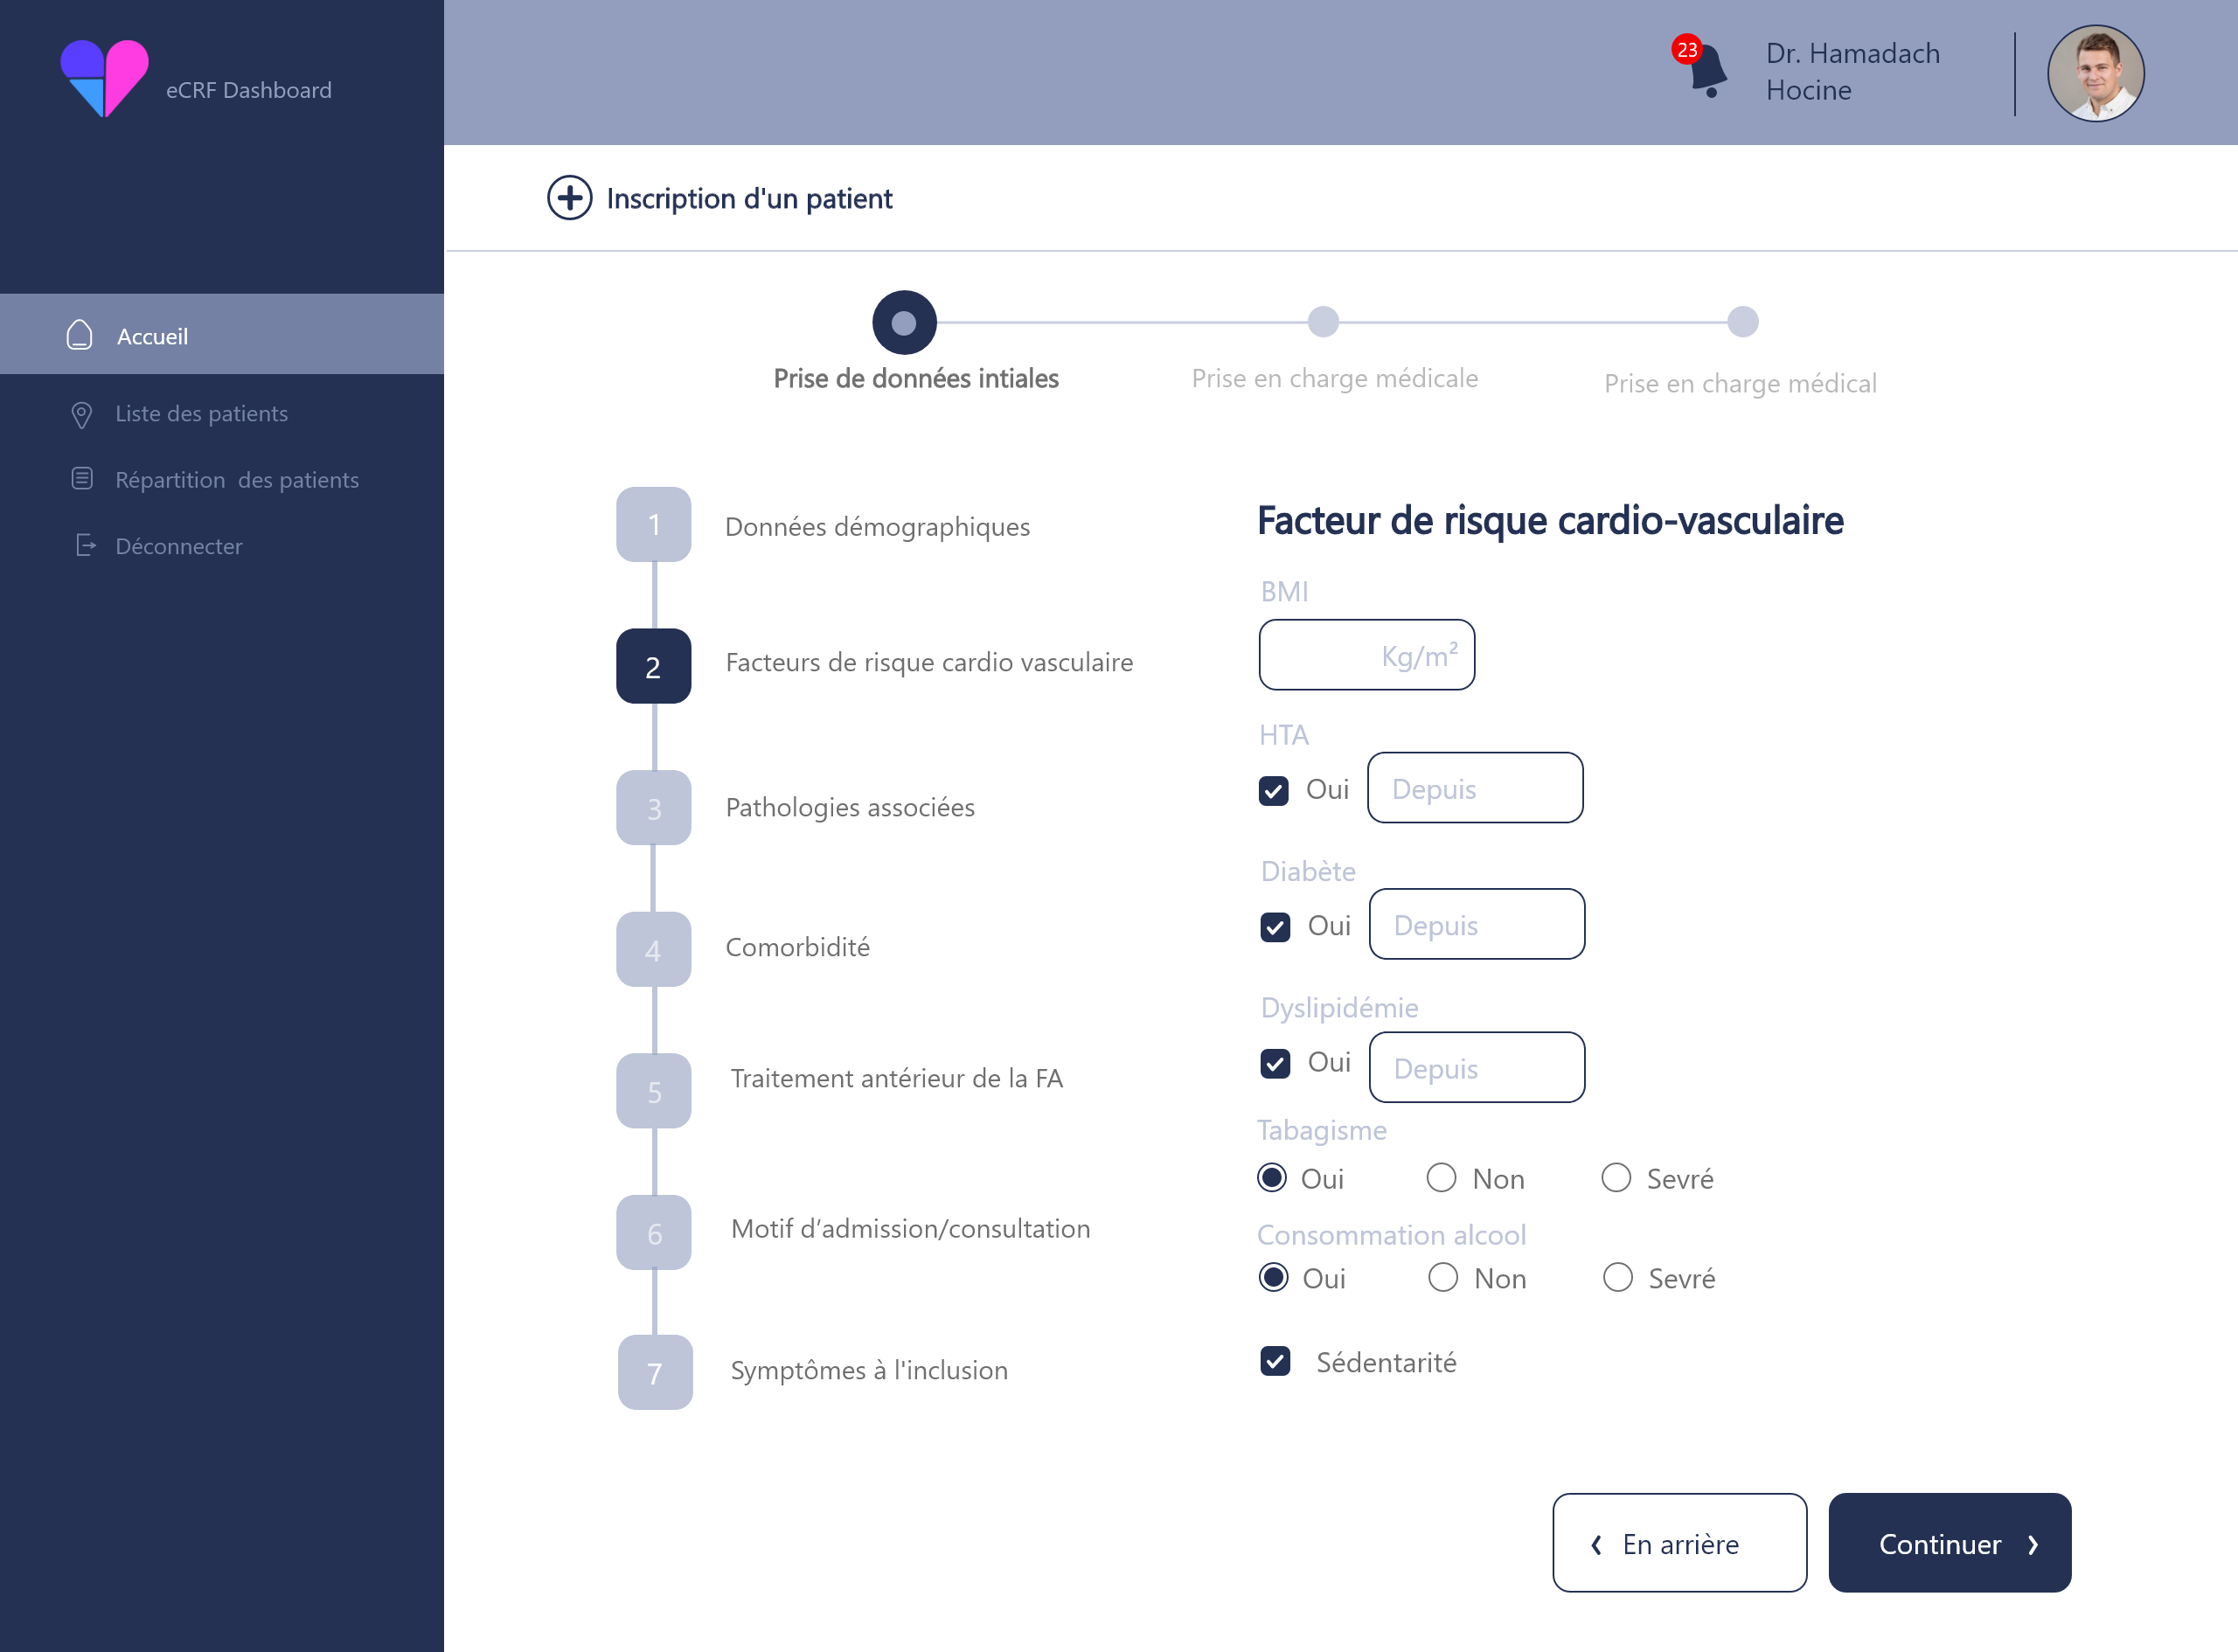 eCRF Dashboard
23
Dr. Hamadach
Hocine
Inscription d'un patient
Accueil
Liste des patients
Répartition  des patients
Déconnecter
Prise de données intiales
Prise en charge médicale
Prise en charge médical
1
Données démographiques
2
Facteurs de risque cardio vasculaire
3
Pathologies associées
4
Comorbidité
5
Traitement antérieur de la FA
6
Motif d’admission/consultation
7
Symptômes à l'inclusion
Facteur de risque cardio-vasculaire
BMI
Kg/m²
HTA
Oui Depuis
Diabète
Oui Depuis
Dyslipidémie
Oui Depuis
Tabagisme
Oui Non Sevré
Consommation alcool
Oui Non Sevré
Sédentarité
En arrière
Continuer